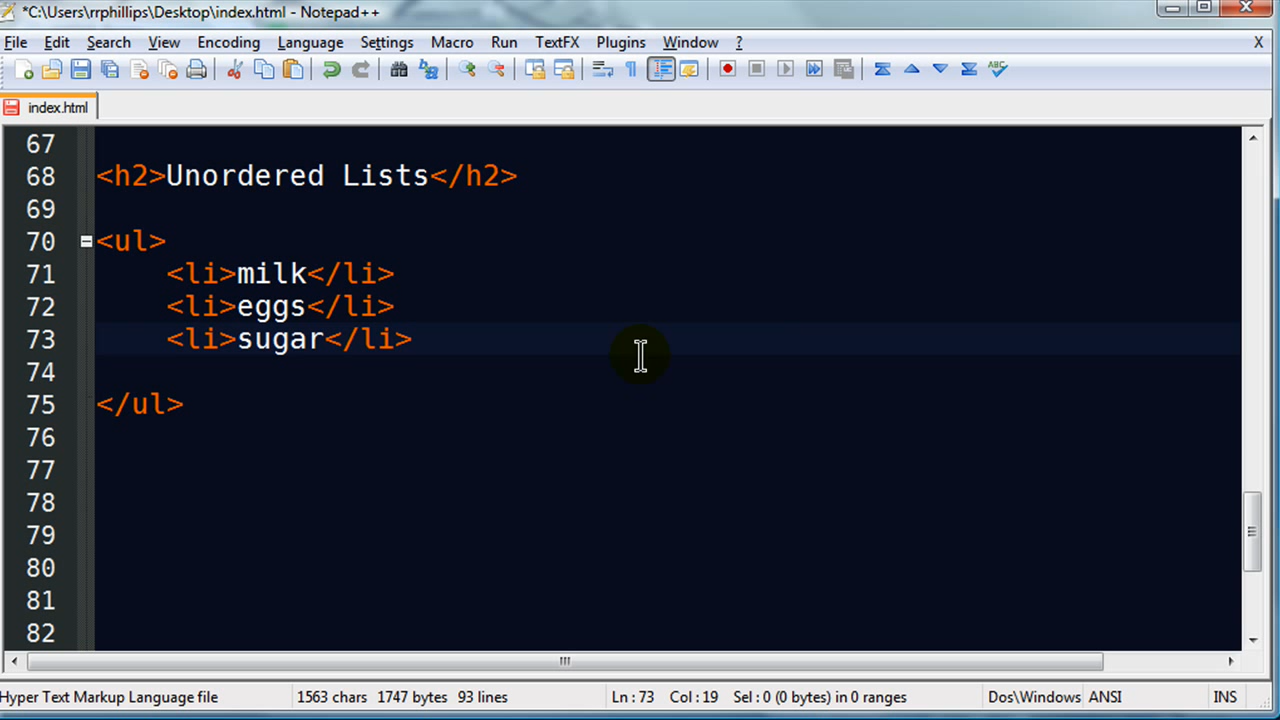 *C:\Users\rrphillips\Desktop\index.html - Notepad++
File Edit Search View Encoding Language Settings Macro Run TextFX Plugins Window ? X
ABC
index.html
67
68 <h2>Unordered Lists</h2>
69
70 <ul>
71 <li>milk</li>
72 <li>eggs</li>
73 <li>sugar</li>
74
75 </ul>
76
77
78
79
80
81
82
Hyper Text Markup Language file 1563 chars 1747 bytes 93 lines Ln : 73 Col : 19 Sel : 0 (0 bytes) in 0 ranges Dos\Windows ANSI INS